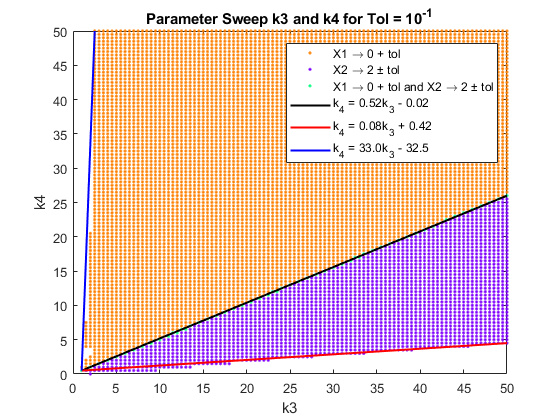 Parameter Sweep k3 and k4 for Tol = 10⁻¹
X1 → 0 + tol
X2 → 2 ± tol
X1 → 0 + tol and X2 → 2 ± tol
k₄ = 0.52k₃ - 0.02
k₄ = 0.08k₃ + 0.42
k₄ = 33.0k₃ - 32.5
50
45
40
35
30
25
20
15
10
5
0
k4
0 5 10 15 20 25 30 35 40 45 50
k3